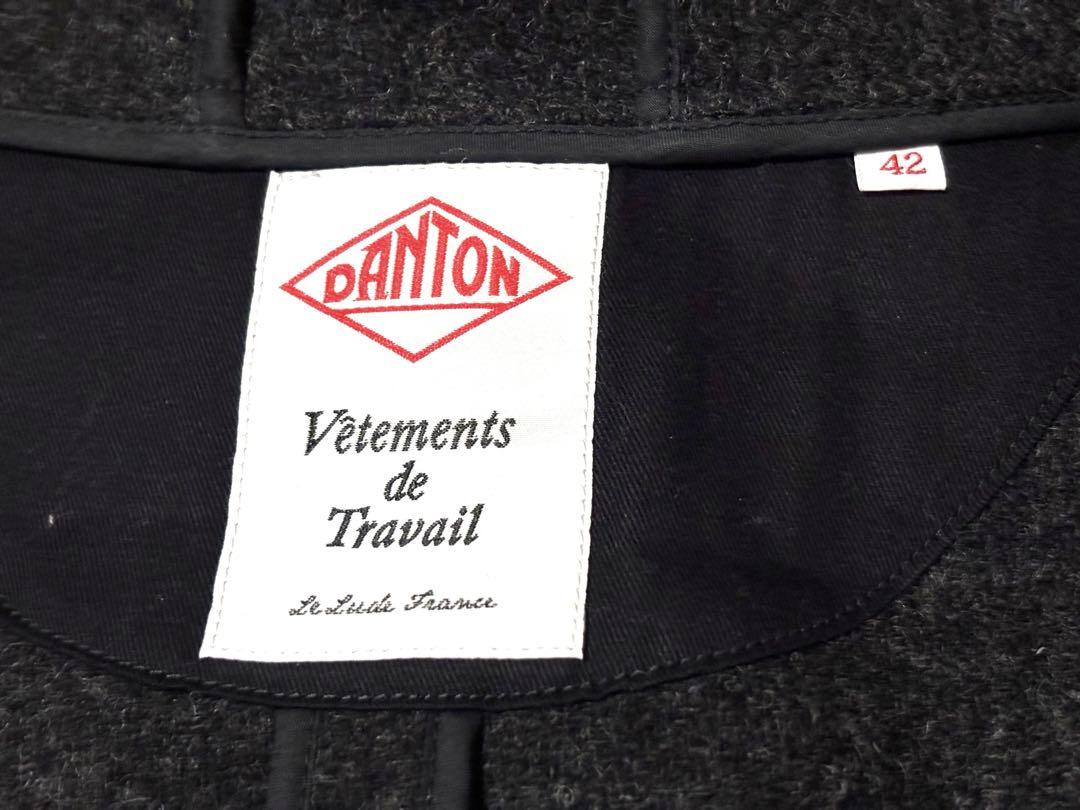 DANTON
42
Vêtements
de
Travail
Le Lude France